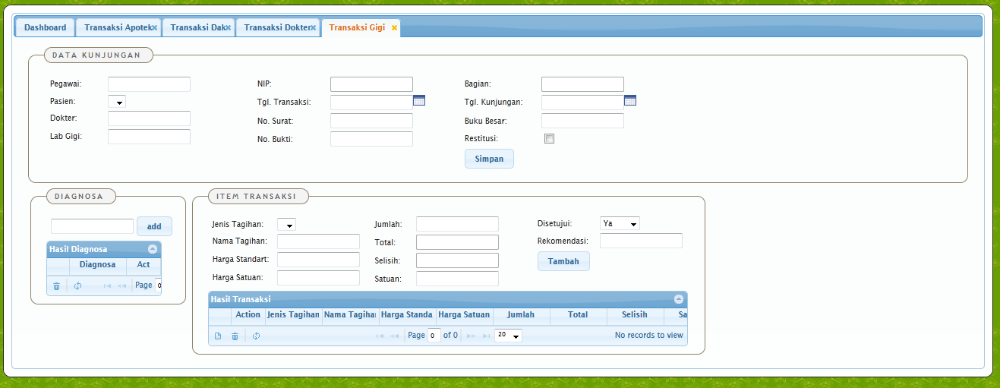 Dashboard Transaksi Apotek Transaksi Dak Transaksi Dokter Transaksi Gigi
DATA KUNJUNGAN
Pegawai: NIP: Bagian:
Pasien: Tgl. Transaksi: Tgl. Kunjungan:
Dokter: No. Surat: Buku Besar:
Lab Gigi: No. Bukti: Restitusi:
Simpan
DIAGNOSA
add
Hasil Diagnosa
Diagnosa Act
Page 0
ITEM TRANSAKSI
Jenis Tagihan: Jumlah: Disetujui: Ya
Nama Tagihan: Total: Rekomendasi:
Harga Standart: Selisih: Tambah
Harga Satuan: Satuan:
Hasil Transaksi
Action Jenis Tagihan Nama Tagihan Harga Standa Harga Satuan Jumlah Total Selisih Sa
Page 0 of 0 20 No records to view